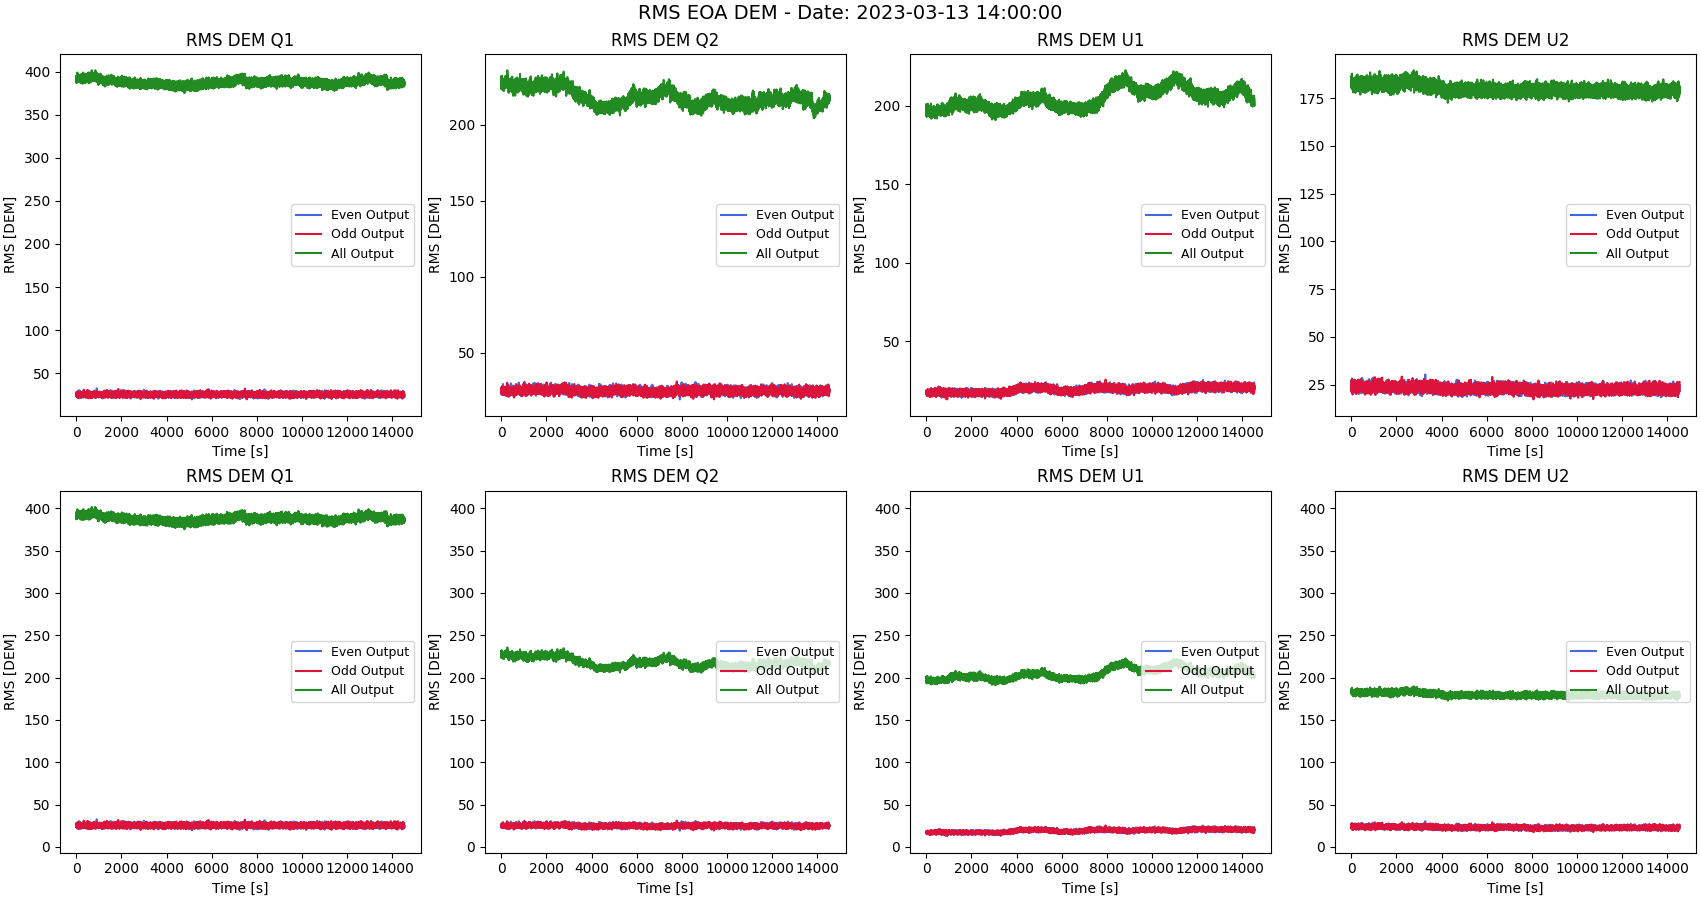 RMS EOA DEM - Date: 2023-03-13 14:00:00
RMS DEM Q1
RMS [DEM]
400
350
300
250
200
150
100
50
Even Output
Odd Output
All Output
0 2000 4000 6000 8000 10000 12000 14000
Time [s]
RMS DEM Q2
RMS [DEM]
200
150
100
50
Even Output
Odd Output
All Output
0 2000 4000 6000 8000 10000 12000 14000
Time [s]
RMS DEM U1
RMS [DEM]
200
150
100
50
Even Output
Odd Output
All Output
0 2000 4000 6000 8000 10000 12000 14000
Time [s]
RMS DEM U2
RMS [DEM]
175
150
125
100
75
50
25
Even Output
Odd Output
All Output
0 2000 4000 6000 8000 10000 12000 14000
Time [s]
RMS DEM Q1
RMS [DEM]
400
350
300
250
200
150
100
50
0
Even Output
Odd Output
All Output
0 2000 4000 6000 8000 10000 12000 14000
Time [s]
RMS DEM Q2
RMS [DEM]
400
350
300
250
200
150
100
50
0
Even Output
Odd Output
All Output
0 2000 4000 6000 8000 10000 12000 14000
Time [s]
RMS DEM U1
RMS [DEM]
400
350
300
250
200
150
100
50
0
Even Output
Odd Output
All Output
0 2000 4000 6000 8000 10000 12000 14000
Time [s]
RMS DEM U2
RMS [DEM]
400
350
300
250
200
150
100
50
0
Even Output
Odd Output
All Output
0 2000 4000 6000 8000 10000 12000 14000
Time [s]